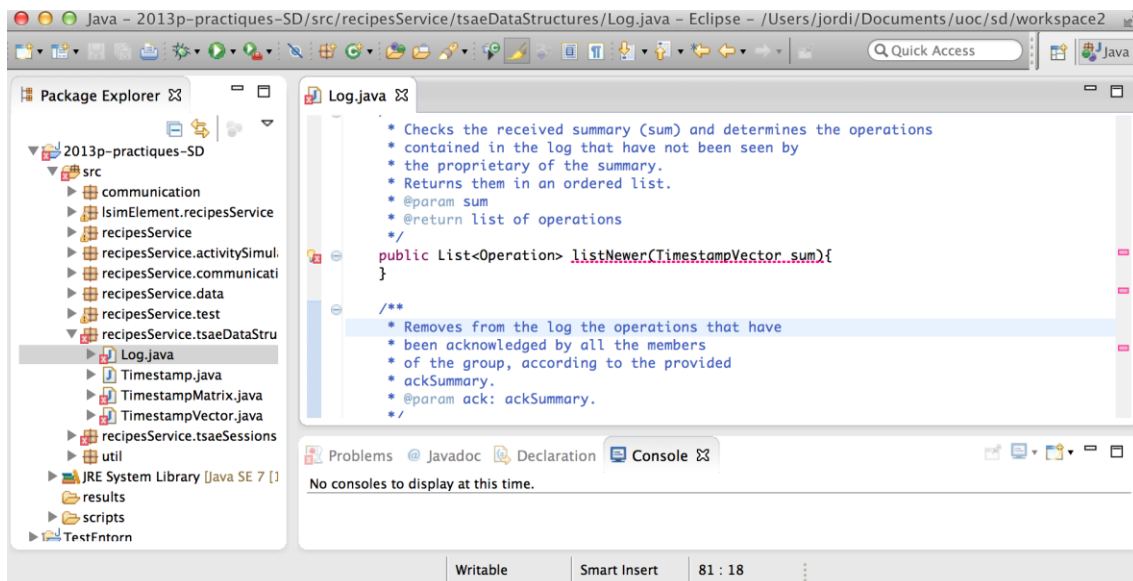 Java – 2013p-practiques-SD/src/recipesService/tsaeDataStructures/Log.java – Eclipse – /Users/jordi/Documents/uoc/sd/workspace2
Quick Access
Java
Package Explorer
2013p-practiques-SD
src
communication
lsimElement.recipesService
recipesService
recipesService.activitySimul
recipesService.communicati
recipesService.data
recipesService.test
recipesService.tsaeDataStru
Log.java
Timestamp.java
TimestampMatrix.java
TimestampVector.java
recipesService.tsaeSessions
util
JRE System Library [Java SE 7 [1
results
scripts
TestEntorn
Log.java
* Checks the received summary (sum) and determines the operations
* contained in the log that have not been seen by
* the proprietary of the summary.
* Returns them in an ordered list.
* @param sum
* @return list of operations
*/
public List<Operation> listNewer(TimestampVector sum){
}
/**
* Removes from the log the operations that have
* been acknowledged by all the members
* of the group, according to the provided
* ackSummary.
* @param ack: ackSummary.
*/
Problems @ Javadoc Declaration Console
No consoles to display at this time.
Writable Smart Insert 81 : 18